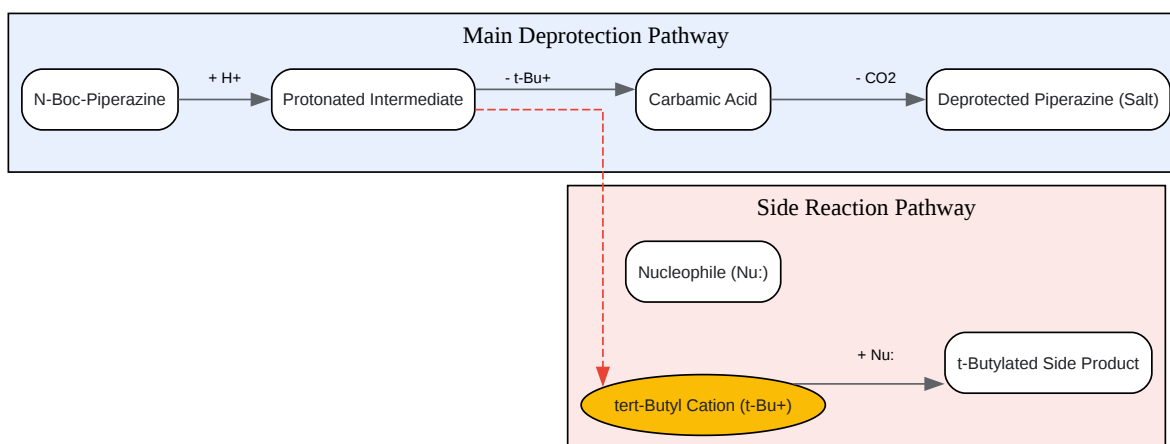 Main Deprotection Pathway
N-Boc-Piperazine
+ H+
Protonated Intermediate
- t-Bu+
Carbamic Acid
- CO2
Deprotected Piperazine (Salt)
Side Reaction Pathway
Nucleophile (Nu:)
tert-Butyl Cation (t-Bu+)
+ Nu:
t-Butylated Side Product